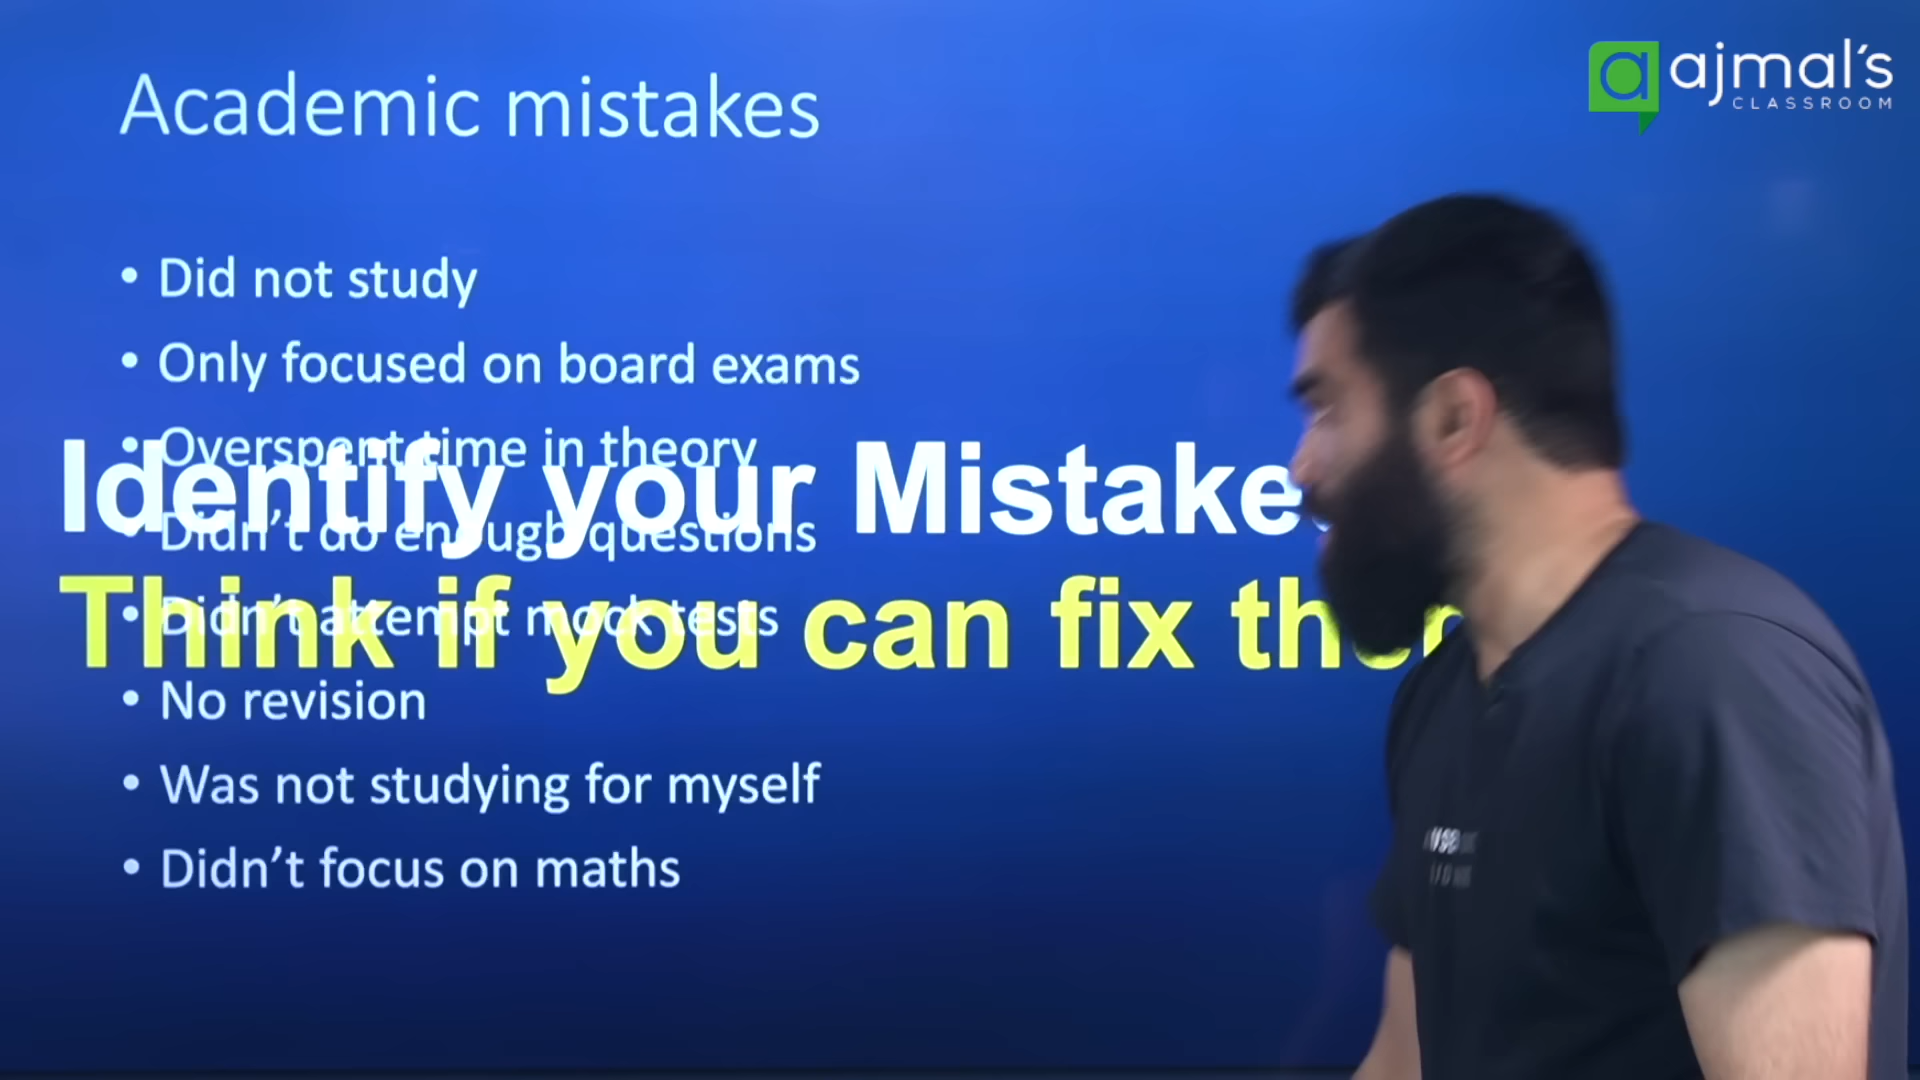 Academic mistakes
ajmal's
CLASSROOM
• Did not study
• Only focused on board exams
• Overspent time in theory
Identify your Mistake
• Didn't do enough questions
Think if you can fix
• Didn't attempt mock tests
• No revision
• Was not studying for myself
• Didn't focus on maths